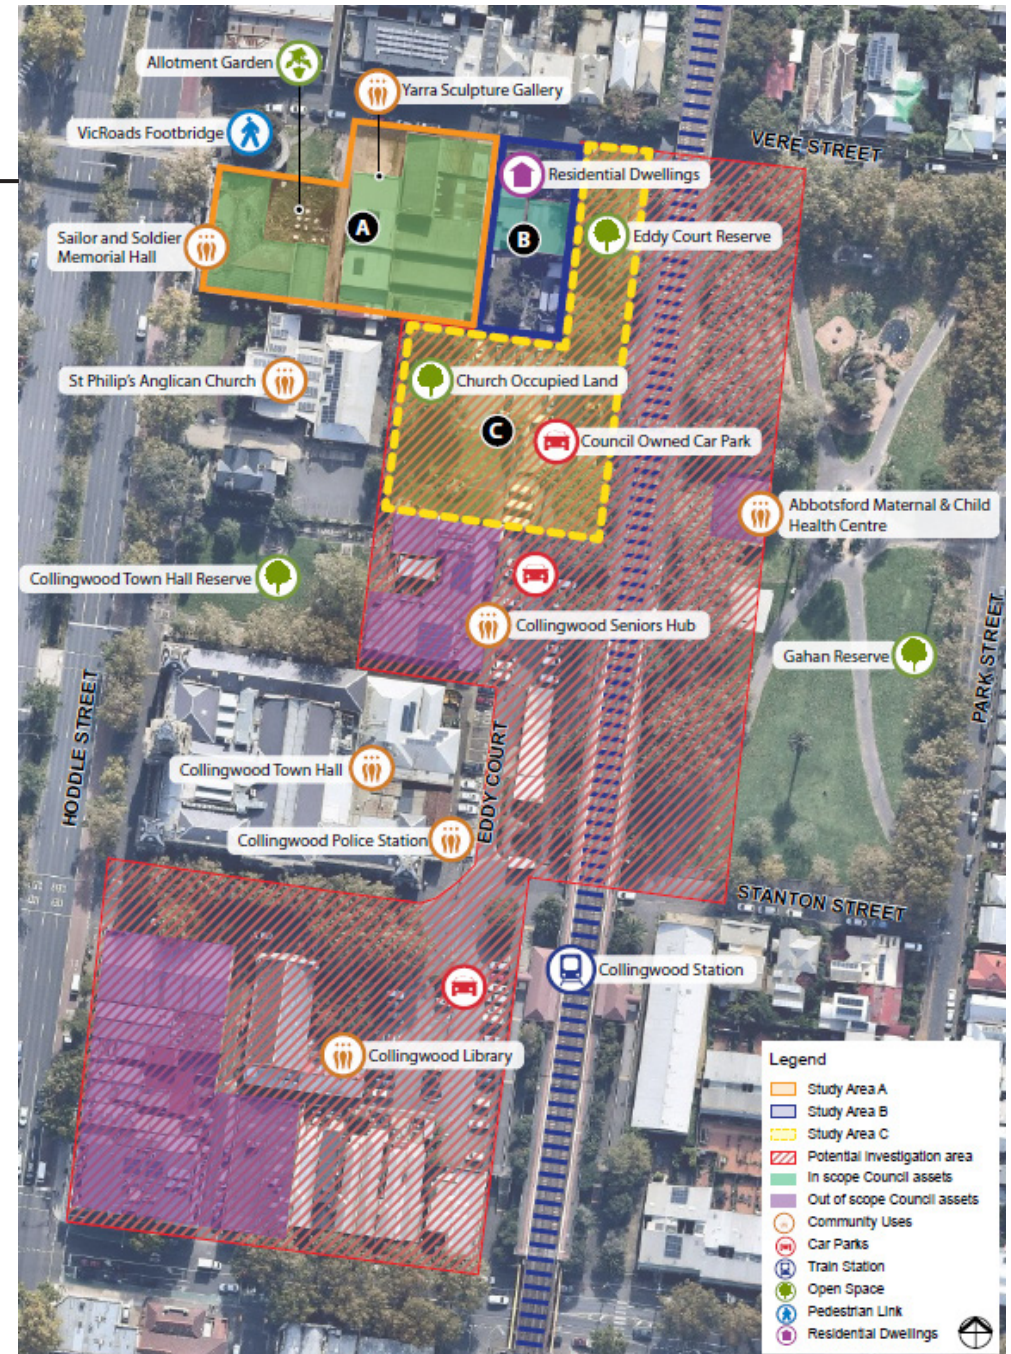 Allotment Garden
Yarra Sculpture Gallery
VicRoads Footbridge
VERE STREET
Residential Dwellings
A
B
Sailor and Soldier
Memorial Hall
Eddy Court Reserve
St Philip's Anglican Church
Church Occupied Land
C
Council Owned Car Park
Abbotsford Maternal & Child
Health Centre
Collingwood Town Hall Reserve
Collingwood Seniors Hub
Gahan Reserve
PARK STREET
HODDLE STREET
Collingwood Town Hall
EDDY COURT
Collingwood Police Station
STANTON STREET
Collingwood Station
Collingwood Library
Legend
Study Area A
Study Area B
Study Area C
Potential Investigation area
In scope Council assets
Out of scope Council assets
Community Uses
Car Parks
Train Station
Open Space
Pedestrian Link
Residential Dwellings